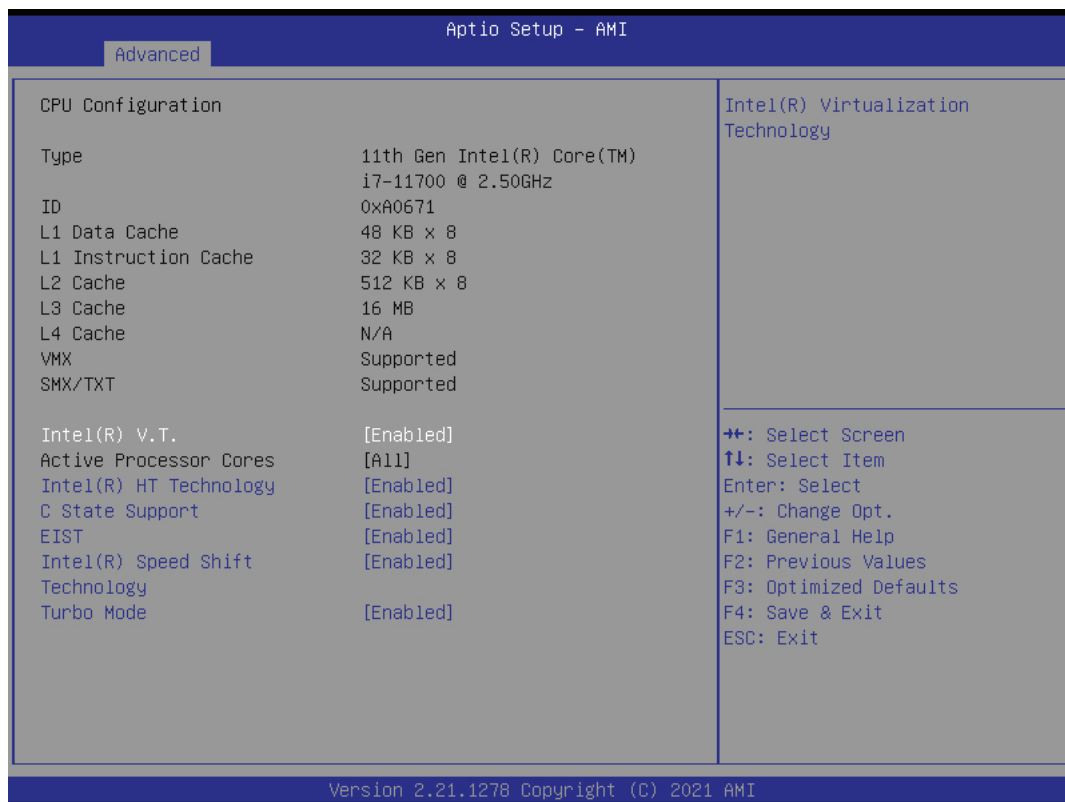 Aptio Setup – AMI
Advanced
CPU Configuration
Type 11th Gen Intel(R) Core(TM)
i7-11700 @ 2.50GHz
ID 0xA0671
L1 Data Cache 48 KB x 8
L1 Instruction Cache 32 KB x 8
L2 Cache 512 KB x 8
L3 Cache 16 MB
L4 Cache N/A
VMX Supported
SMX/TXT Supported
Intel(R) V.T. [Enabled]
Active Processor Cores [All]
Intel(R) HT Technology [Enabled]
C State Support [Enabled]
EIST [Enabled]
Intel(R) Speed Shift [Enabled]
Technology
Turbo Mode [Enabled]
Intel(R) Virtualization
Technology
→←: Select Screen
↑↓: Select Item
Enter: Select
+/-: Change Opt.
F1: General Help
F2: Previous Values
F3: Optimized Defaults
F4: Save & Exit
ESC: Exit
Version 2.21.1278 Copyright (C) 2021 AMI